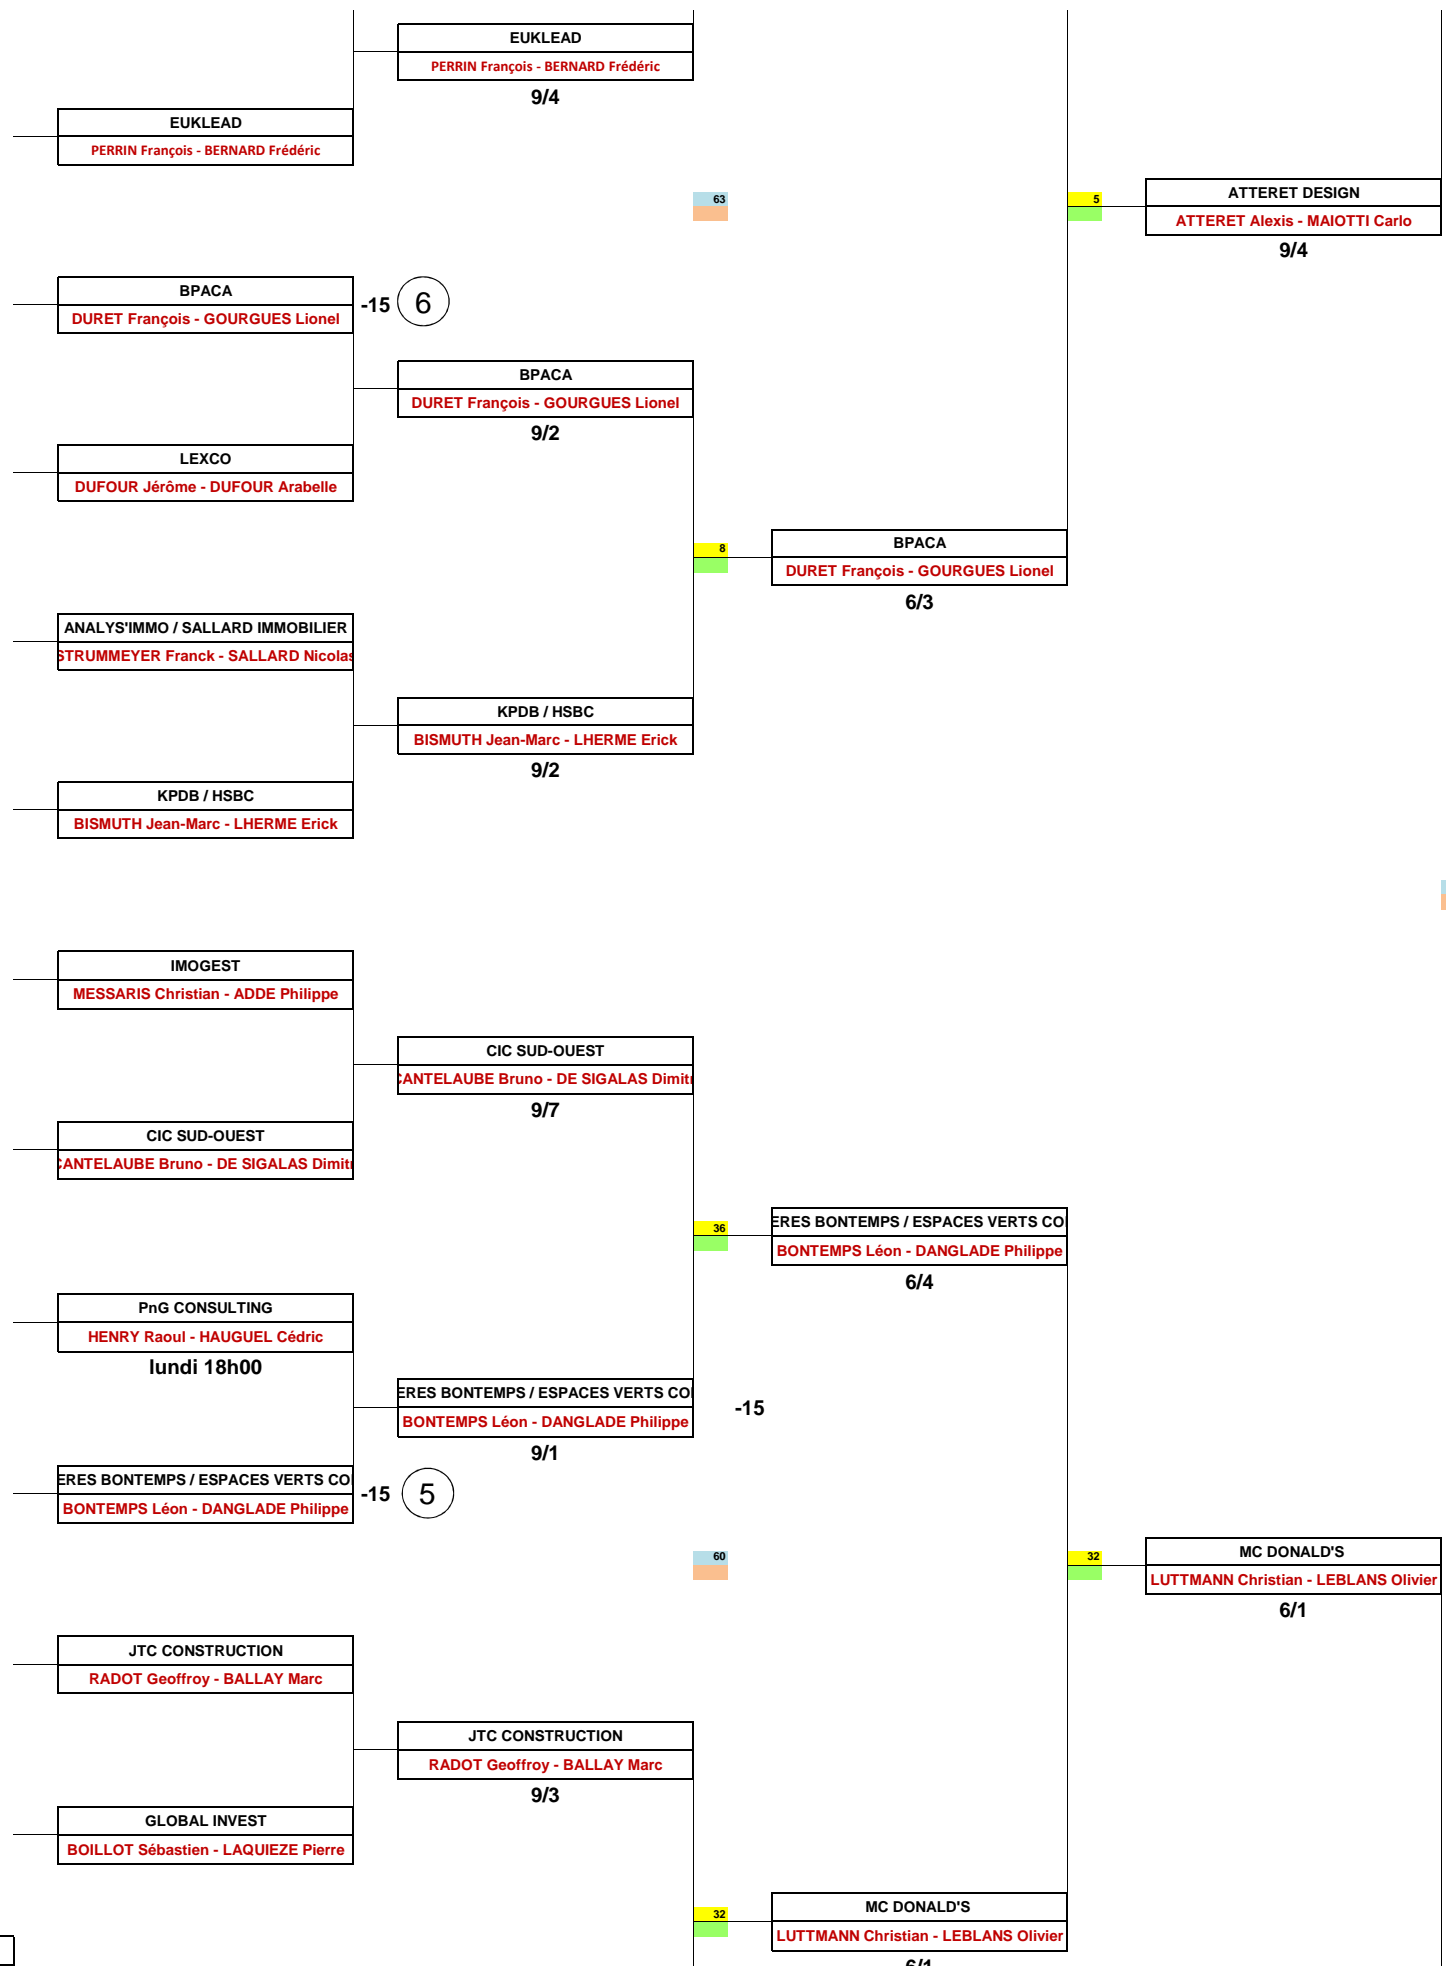 EUKLEAD
PERRIN François - BERNARD Frédéric
9/4
EUKLEAD
PERRIN François - BERNARD Frédéric
63
5
ATTERET DESIGN
ATTERET Alexis - MAIOTTI Carlo
9/4
BPACA
DURET François - GOURGUES Lionel
-15
6
BPACA
DURET François - GOURGUES Lionel
9/2
LEXCO
DUFOUR Jérôme - DUFOUR Arabelle
8
BPACA
DURET François - GOURGUES Lionel
6/3
ANALYS'IMMO / SALLARD IMMOBILIER
STRUMMEYER Franck - SALLARD Nicolas
KPDB / HSBC
BISMUTH Jean-Marc - LHERME Erick
9/2
KPDB / HSBC
BISMUTH Jean-Marc - LHERME Erick
IMOGEST
MESSARIS Christian - ADDE Philippe
CIC SUD-OUEST
CANTELAUBE Bruno - DE SIGALAS Dimitr
9/7
CIC SUD-OUEST
CANTELAUBE Bruno - DE SIGALAS Dimitr
36
ERES BONTEMPS / ESPACES VERTS CO
BONTEMPS Léon - DANGLADE Philippe
6/4
PnG CONSULTING
HENRY Raoul - HAUGUEL Cédric
lundi 18h00
ERES BONTEMPS / ESPACES VERTS CO
BONTEMPS Léon - DANGLADE Philippe
9/1
-15
ERES BONTEMPS / ESPACES VERTS CO
BONTEMPS Léon - DANGLADE Philippe
-15
5
60
32
MC DONALD'S
LUTTMANN Christian - LEBLANS Olivier
6/1
JTC CONSTRUCTION
RADOT Geoffroy - BALLAY Marc
JTC CONSTRUCTION
RADOT Geoffroy - BALLAY Marc
9/3
GLOBAL INVEST
BOILLOT Sébastien - LAQUIEZE Pierre
32
MC DONALD'S
LUTTMANN Christian - LEBLANS Olivier
6/1